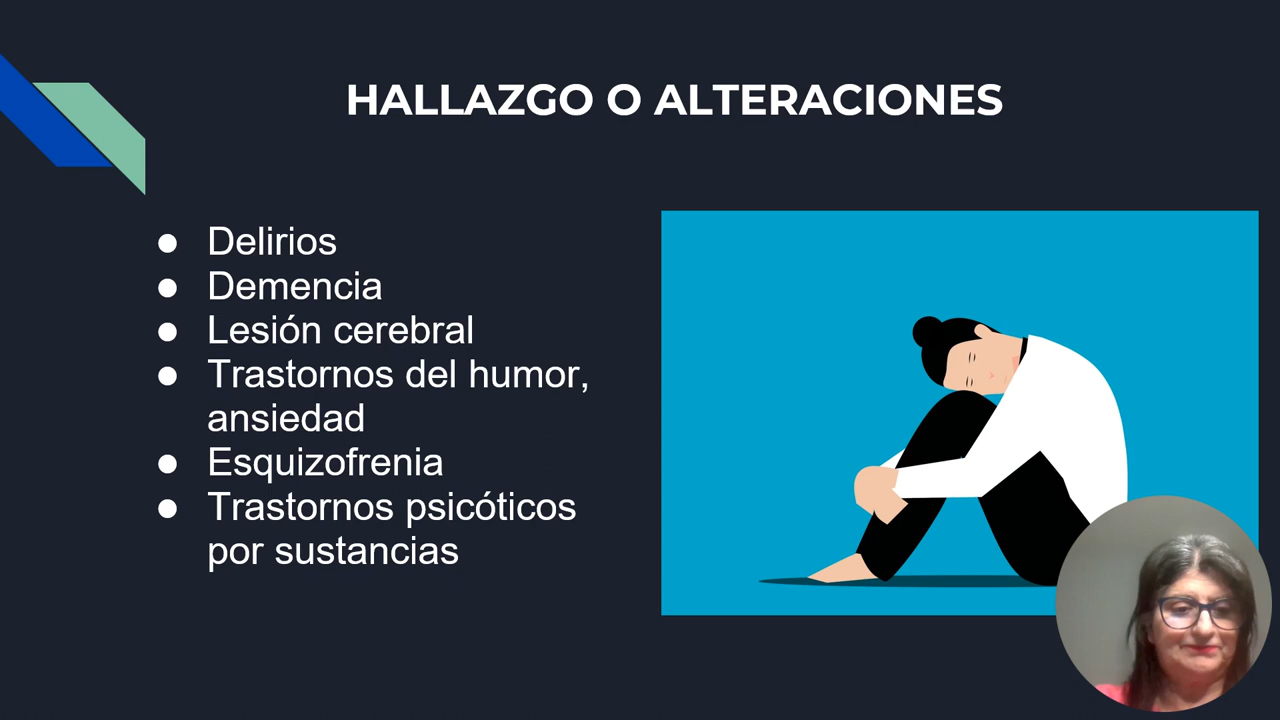 HALLAZGO O ALTERACIONES
● Delirios
● Demencia
● Lesión cerebral
● Trastornos del humor,
ansiedad
● Esquizofrenia
● Trastornos psicóticos
por sustancias